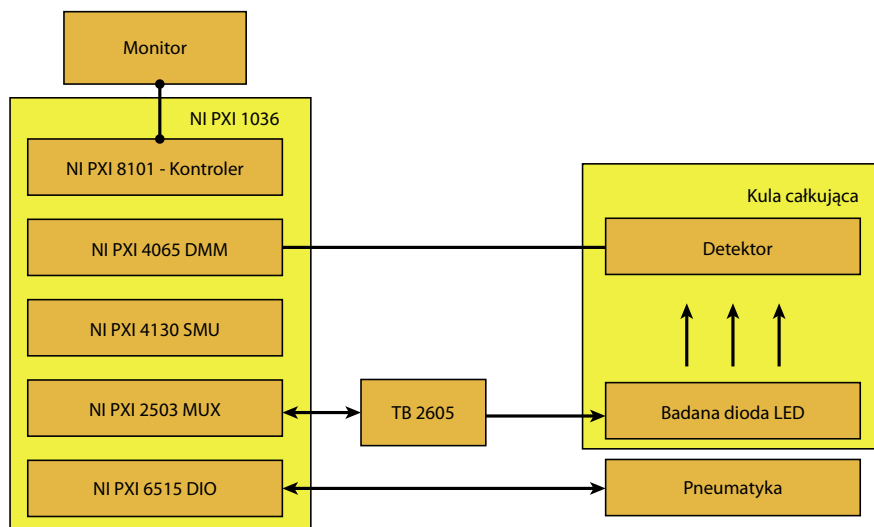 Monitor
NI PXI 1036
NI PXI 8101 - Kontroler
NI PXI 4065 DMM
NI PXI 4130 SMU
NI PXI 2503 MUX
NI PXI 6515 DIO
TB 2605
Kula całkująca
Detektor
Badana dioda LED
Pneumatyka